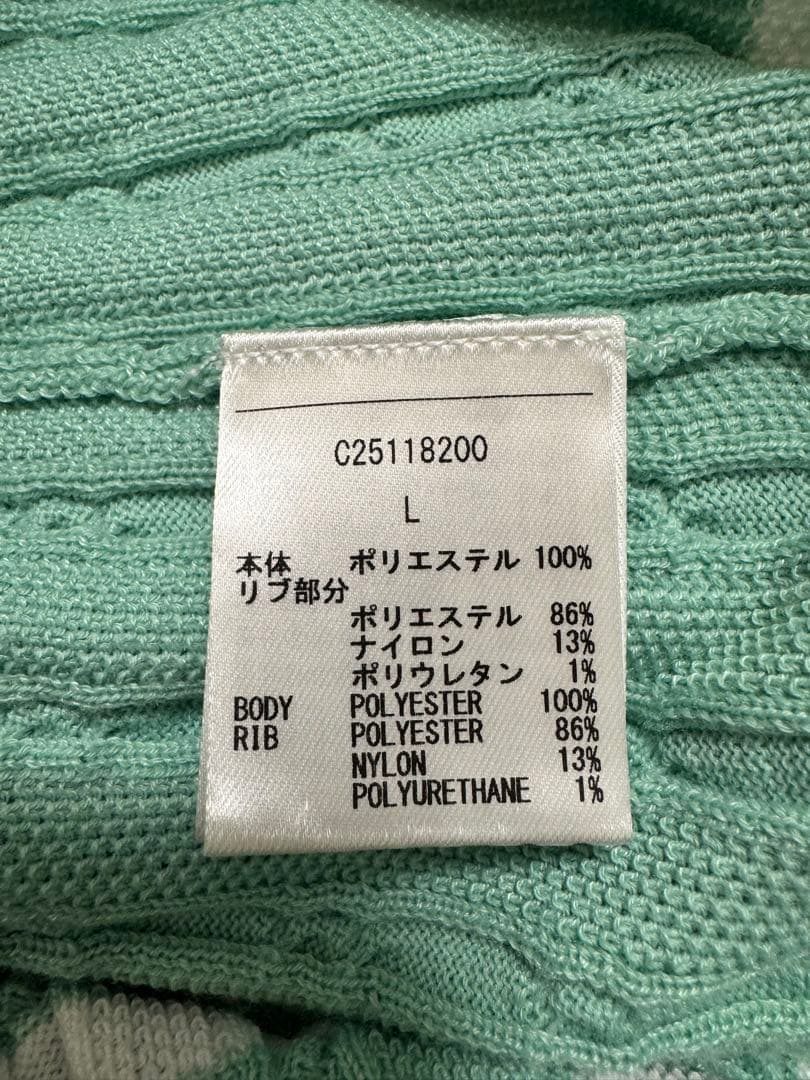 C25118200
L
本体 ポリエステル 100%
リブ部分
ポリエステル 86%
ナイロン 13%
ポリウレタン 1%
BODY POLYESTER 100%
RIB POLYESTER 86%
NYLON 13%
POLYURETHANE 1%